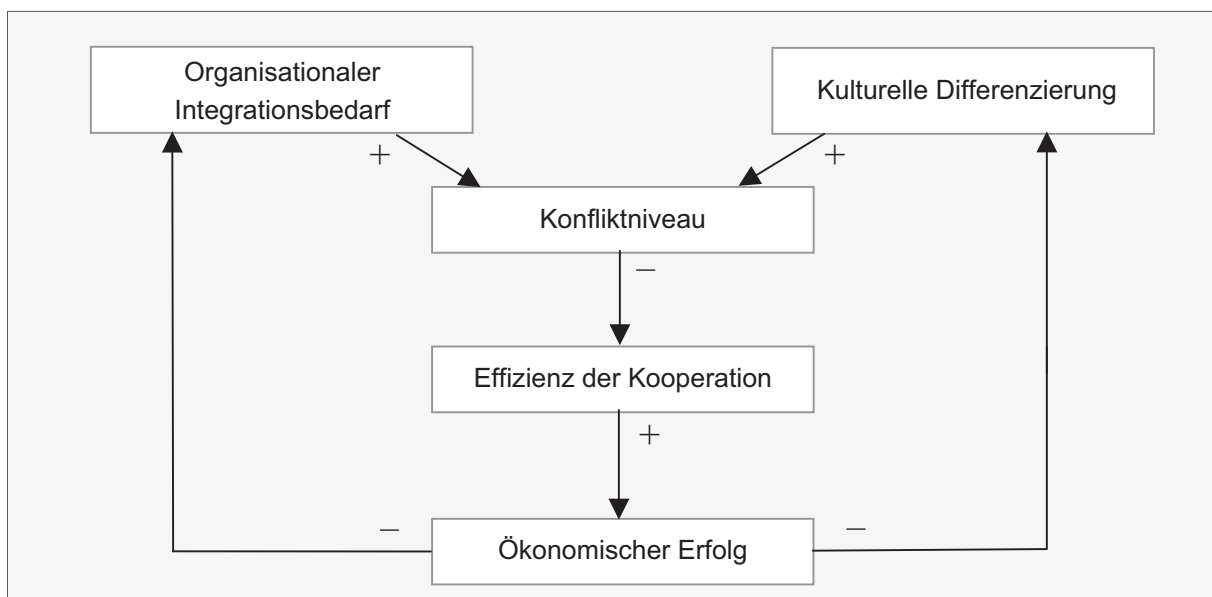 Organisationaler
Integrationsbedarf
Kulturelle Differenzierung
+
+
Konfliktniveau
−
Effizienz der Kooperation
+
−
−
Ökonomischer Erfolg